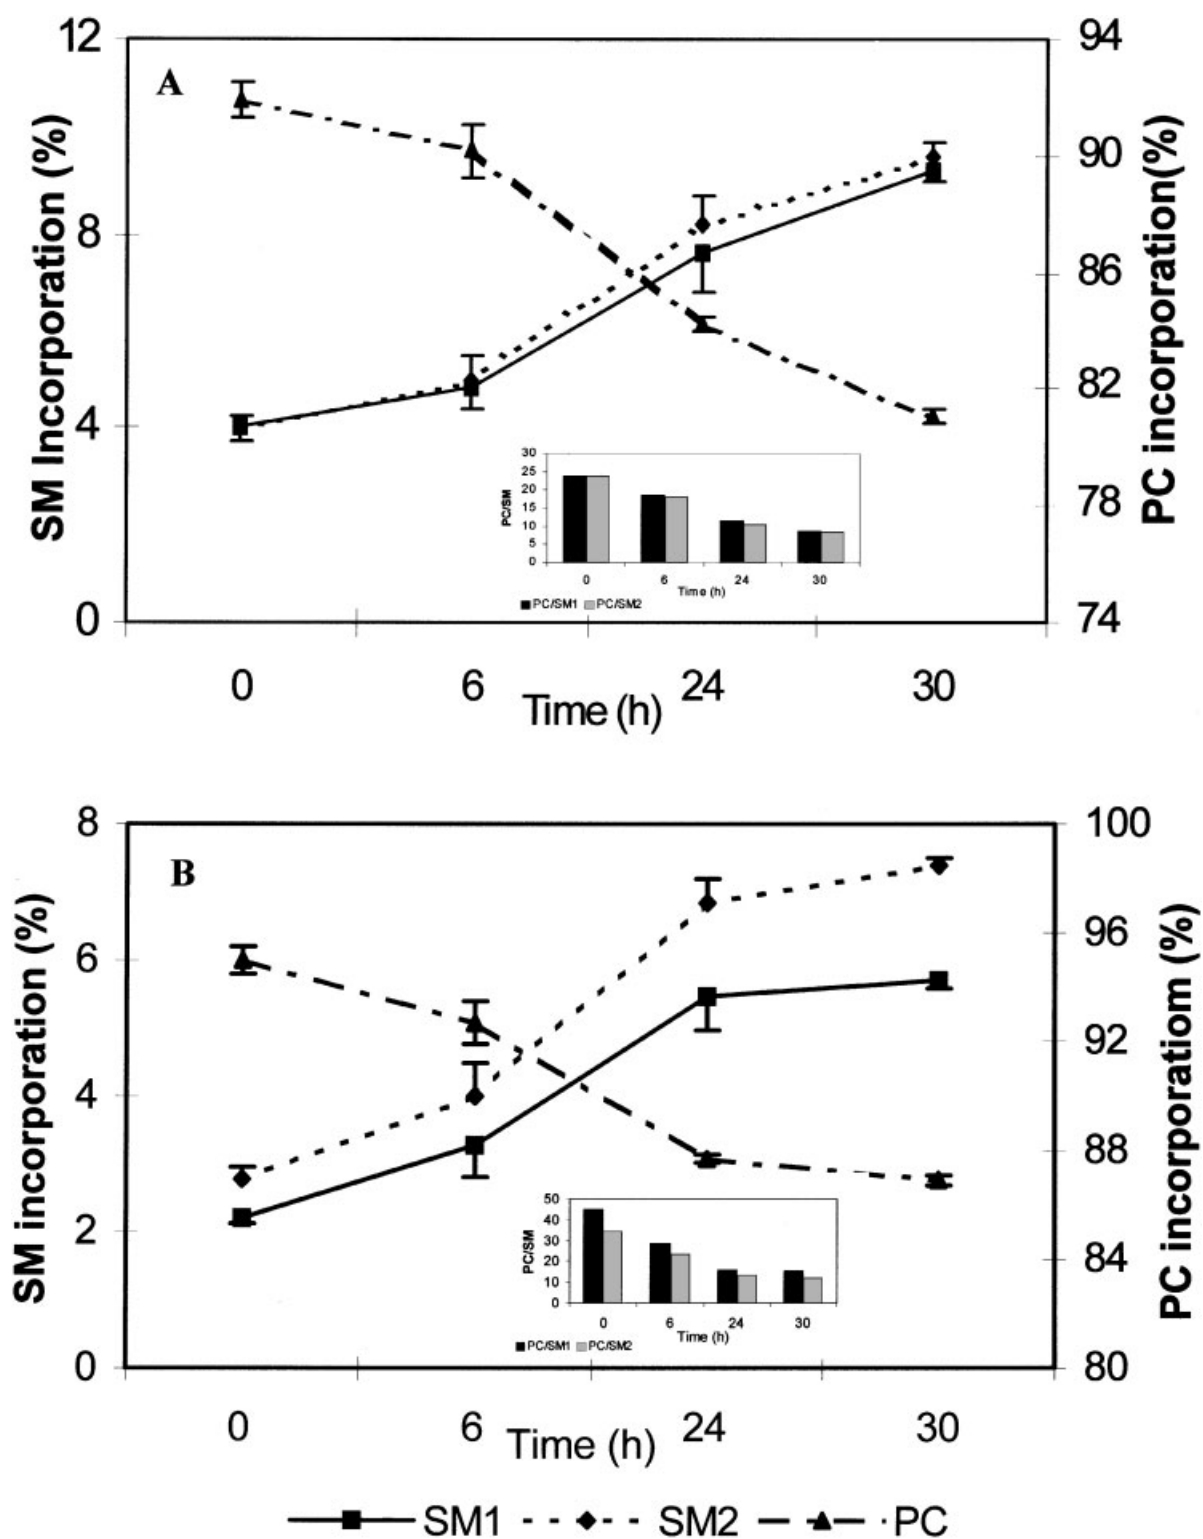 A
SM Incorporation (%)
12
8
4
0
94
90
86
82
78
74
PC incorporation(%)
PC/SM
30
25
20
15
10
5
0
0 6 24 30
Time (h)
PC/SM1 PC/SM2
0 6 24 30
Time (h)
B
SM incorporation (%)
8
6
4
2
0
100
96
92
88
84
80
PC incorporatiom (%)
PC/SM
50
40
30
20
10
0
0 6 24 30
Time (h)
PC/SM1 PC/SM2
0 6 24 30
Time (h)
SM1 SM2 PC